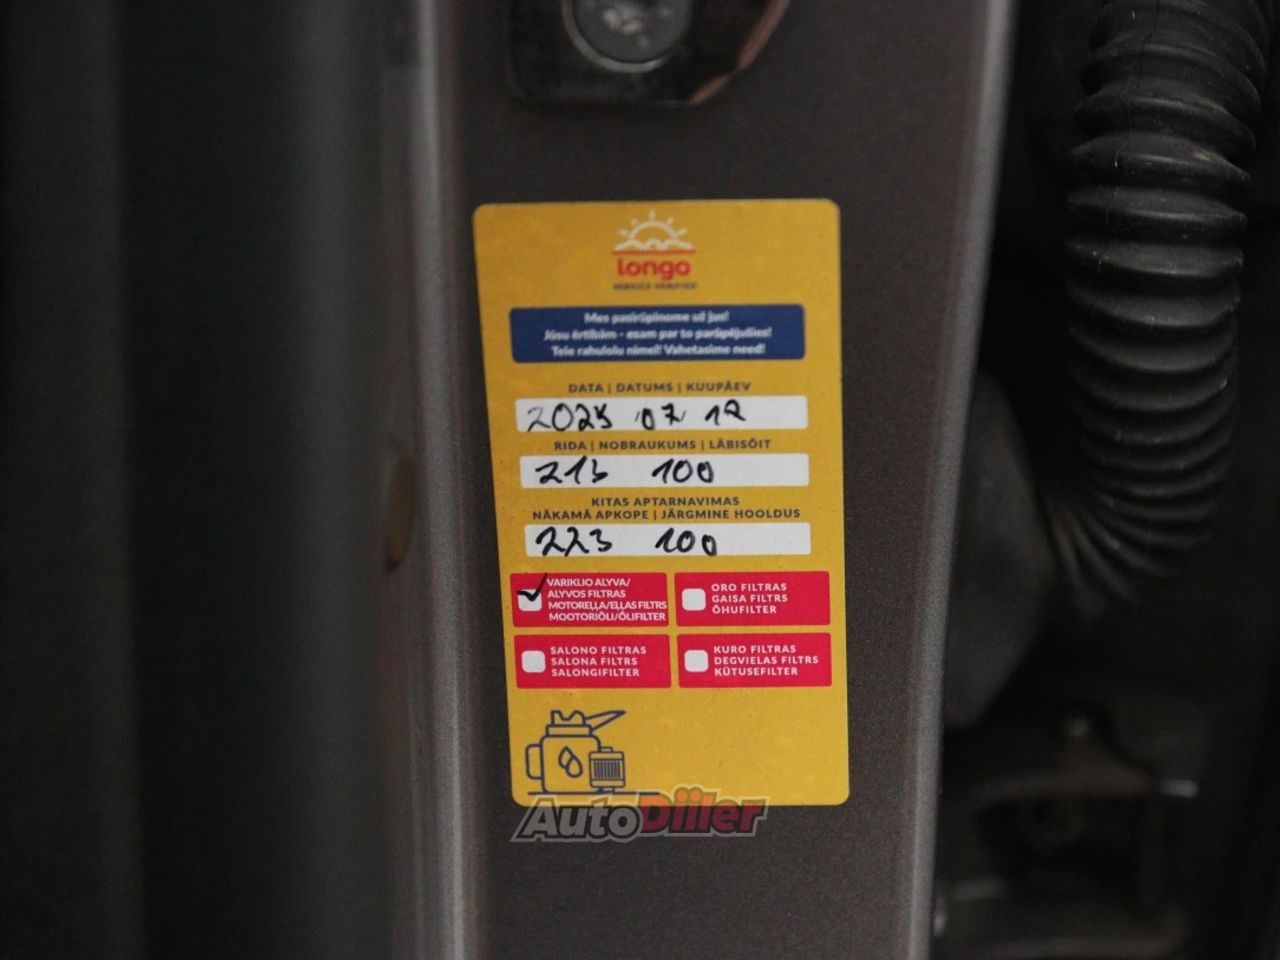 longo
Mes pasirūpinome už jus!
Jūsu ērtībām - esam par to parūpējušies!
Teie rahulolu nimel! Vahetasime need!
DATA | DATUMS | KUUPÄEV
2025 07 12
RIDA | NOBRAUKUMS | LÄBISÕIT
213 100
KITAS APTARNAVIMAS
NĀKAMĀ APKOPE | JÄRGMINE HOOLDUS
223 100
VARIKLIO ALYVA/
ALYVOS FILTRAS
MOTOREĻĻA/EĻĻAS FILTRS
MOOTORIÕLI/ÕLIFILTER
ORO FILTRAS
GAISA FILTRS
ÕHUFILTER
SALONO FILTRAS
SALONA FILTRS
SALONGIFILTER
KURO FILTRAS
DEGVIELAS FILTRS
KÜTUSEFILTER
AutoDiiler